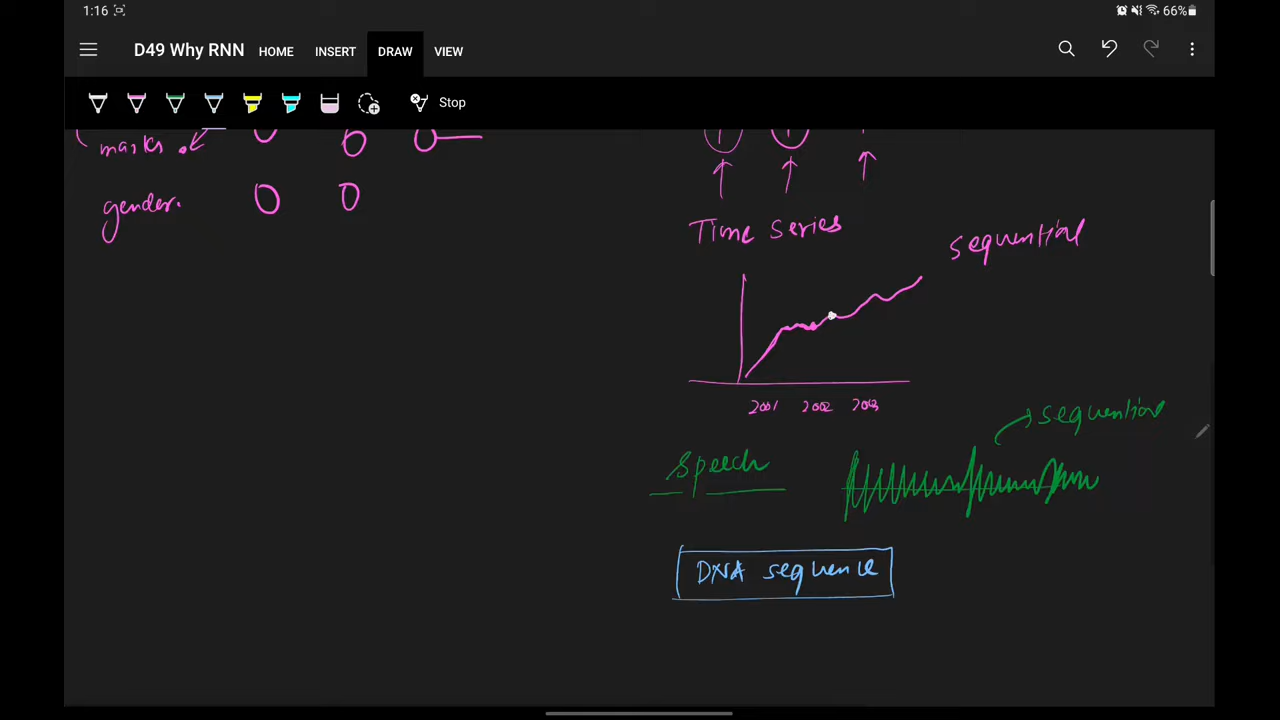 1:16 66%
D49 Why RNN HOME INSERT DRAW VIEW
Stop
marks
gender.
Time Series
sequential
2001 2002 2003
speech
sequential
DNA sequence